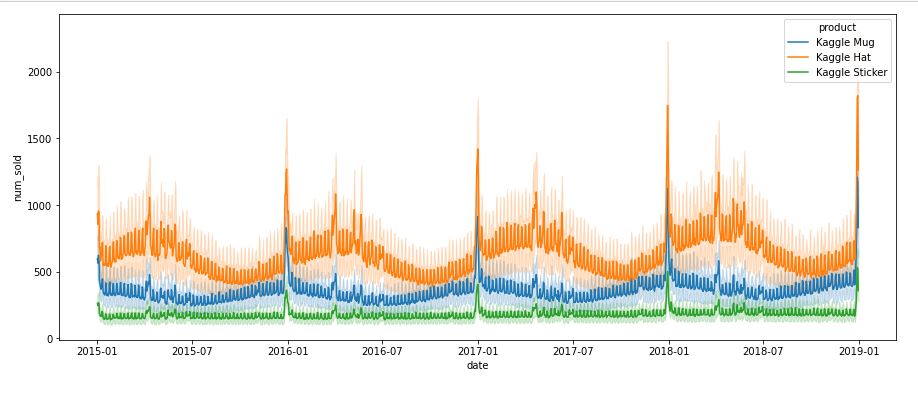 product
Kaggle Mug
Kaggle Hat
Kaggle Sticker
num_sold
2000
1500
1000
500
0
2015-01 2015-07 2016-01 2016-07 2017-01 2017-07 2018-01 2018-07 2019-01
date